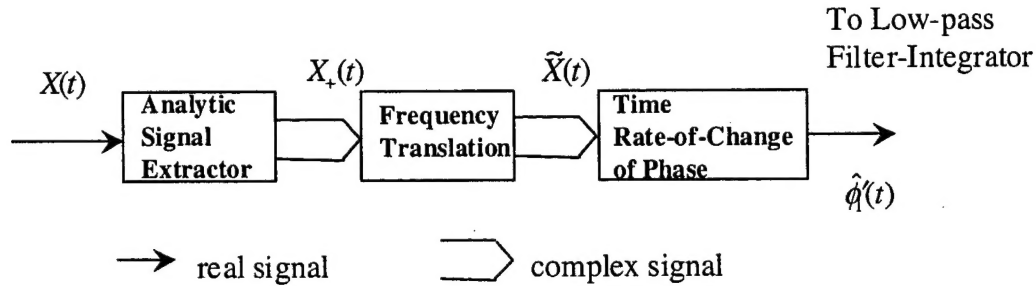 To Low-pass
Filter-Integrator
X(t)
X₊(t)
X̃(t)
Analytic
Signal
Extractor
Frequency
Translation
Time
Rate-of-Change
of Phase
ϕ̂₁′(t)
real signal
complex signal